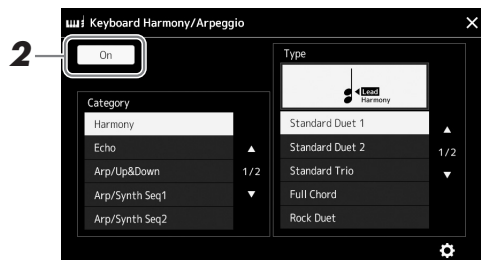 Keyboard Harmony/Arpeggio
2
On
Type
Lead
Harmony
Category
Harmony
Echo
Arp/Up&Down
Arp/Synth Seq1
Arp/Synth Seq2
1/2
Standard Duet 1
Standard Duet 2
Standard Trio
Full Chord
Rock Duet
1/2